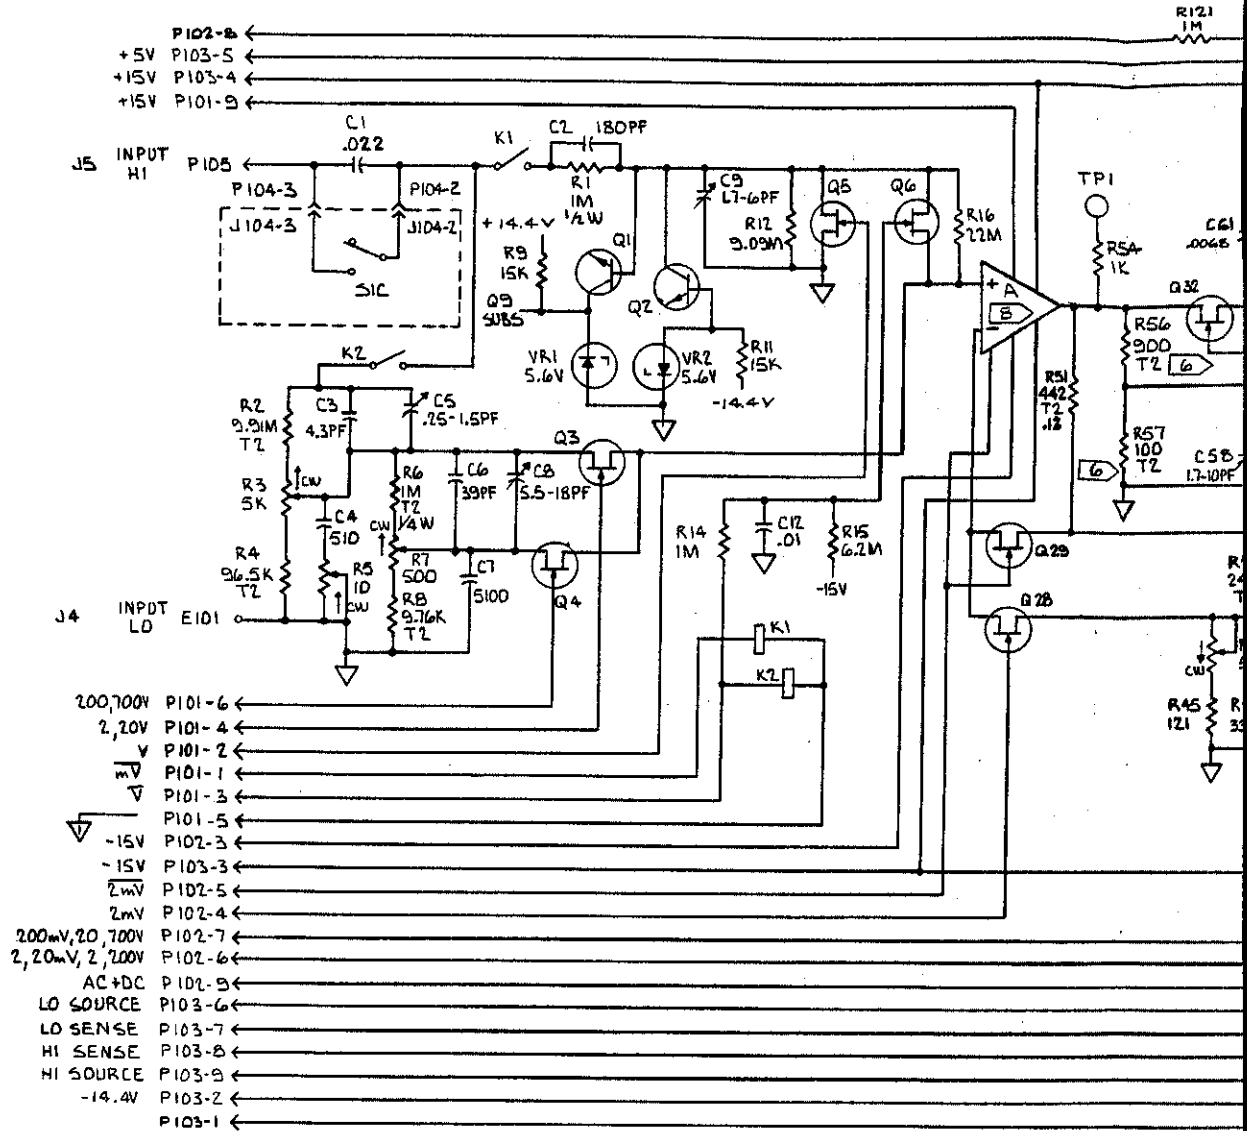 R121
1M
P102-8
+5V P103-5
+15V P103-4
+15V P101-9
C1
.022
K1
C2 180PF
J5 INPUT HI P105
P104-3
P104-2
J104-3
J104-2
S1C
R1
1M
1/2W
+14.4V
R9
15K
Q9
SUBS
Q1
Q2
C9
1.7-6PF
R12
9.09M
Q5
Q6
R16
22M
TP1
R54
1K
C61
.0068
Q32
A
8
+
-
VR1
5.6V
VR2
5.6V
R11
15K
-14.4V
R56
900
T2
6
R51
442
T2
.12
R57
100
T2
6
C58
1.7-10PF
K2
R2
9.91M
T2
C3
4.3PF
C5
.25-1.5PF
Q3
R3
5K
CW
C4
510
R6
1M
T2
1/4W
C6
39PF
C8
5.5-18PF
R4
96.5K
T2
R5
10
CW
CW
R7
500
C7
5100
Q4
R8
9.76K
T2
R14
1M
C12
.01
R15
6.2M
-15V
Q29
Q28
J4 INPUT LO E101
K1
K2
CW
R45
121
200,700V P101-6
2,20V P101-4
V P101-2
mV P101-1
V P101-3
P101-5
-15V P102-3
-15V P103-3
2mV P102-5
2mV P102-4
200mV,20,700V P102-7
2,20mV,2,200V P102-6
AC+DC P102-9
LO SOURCE P103-6
LO SENSE P103-7
HI SENSE P103-8
HI SOURCE P103-9
-14.4V P103-2
P103-1